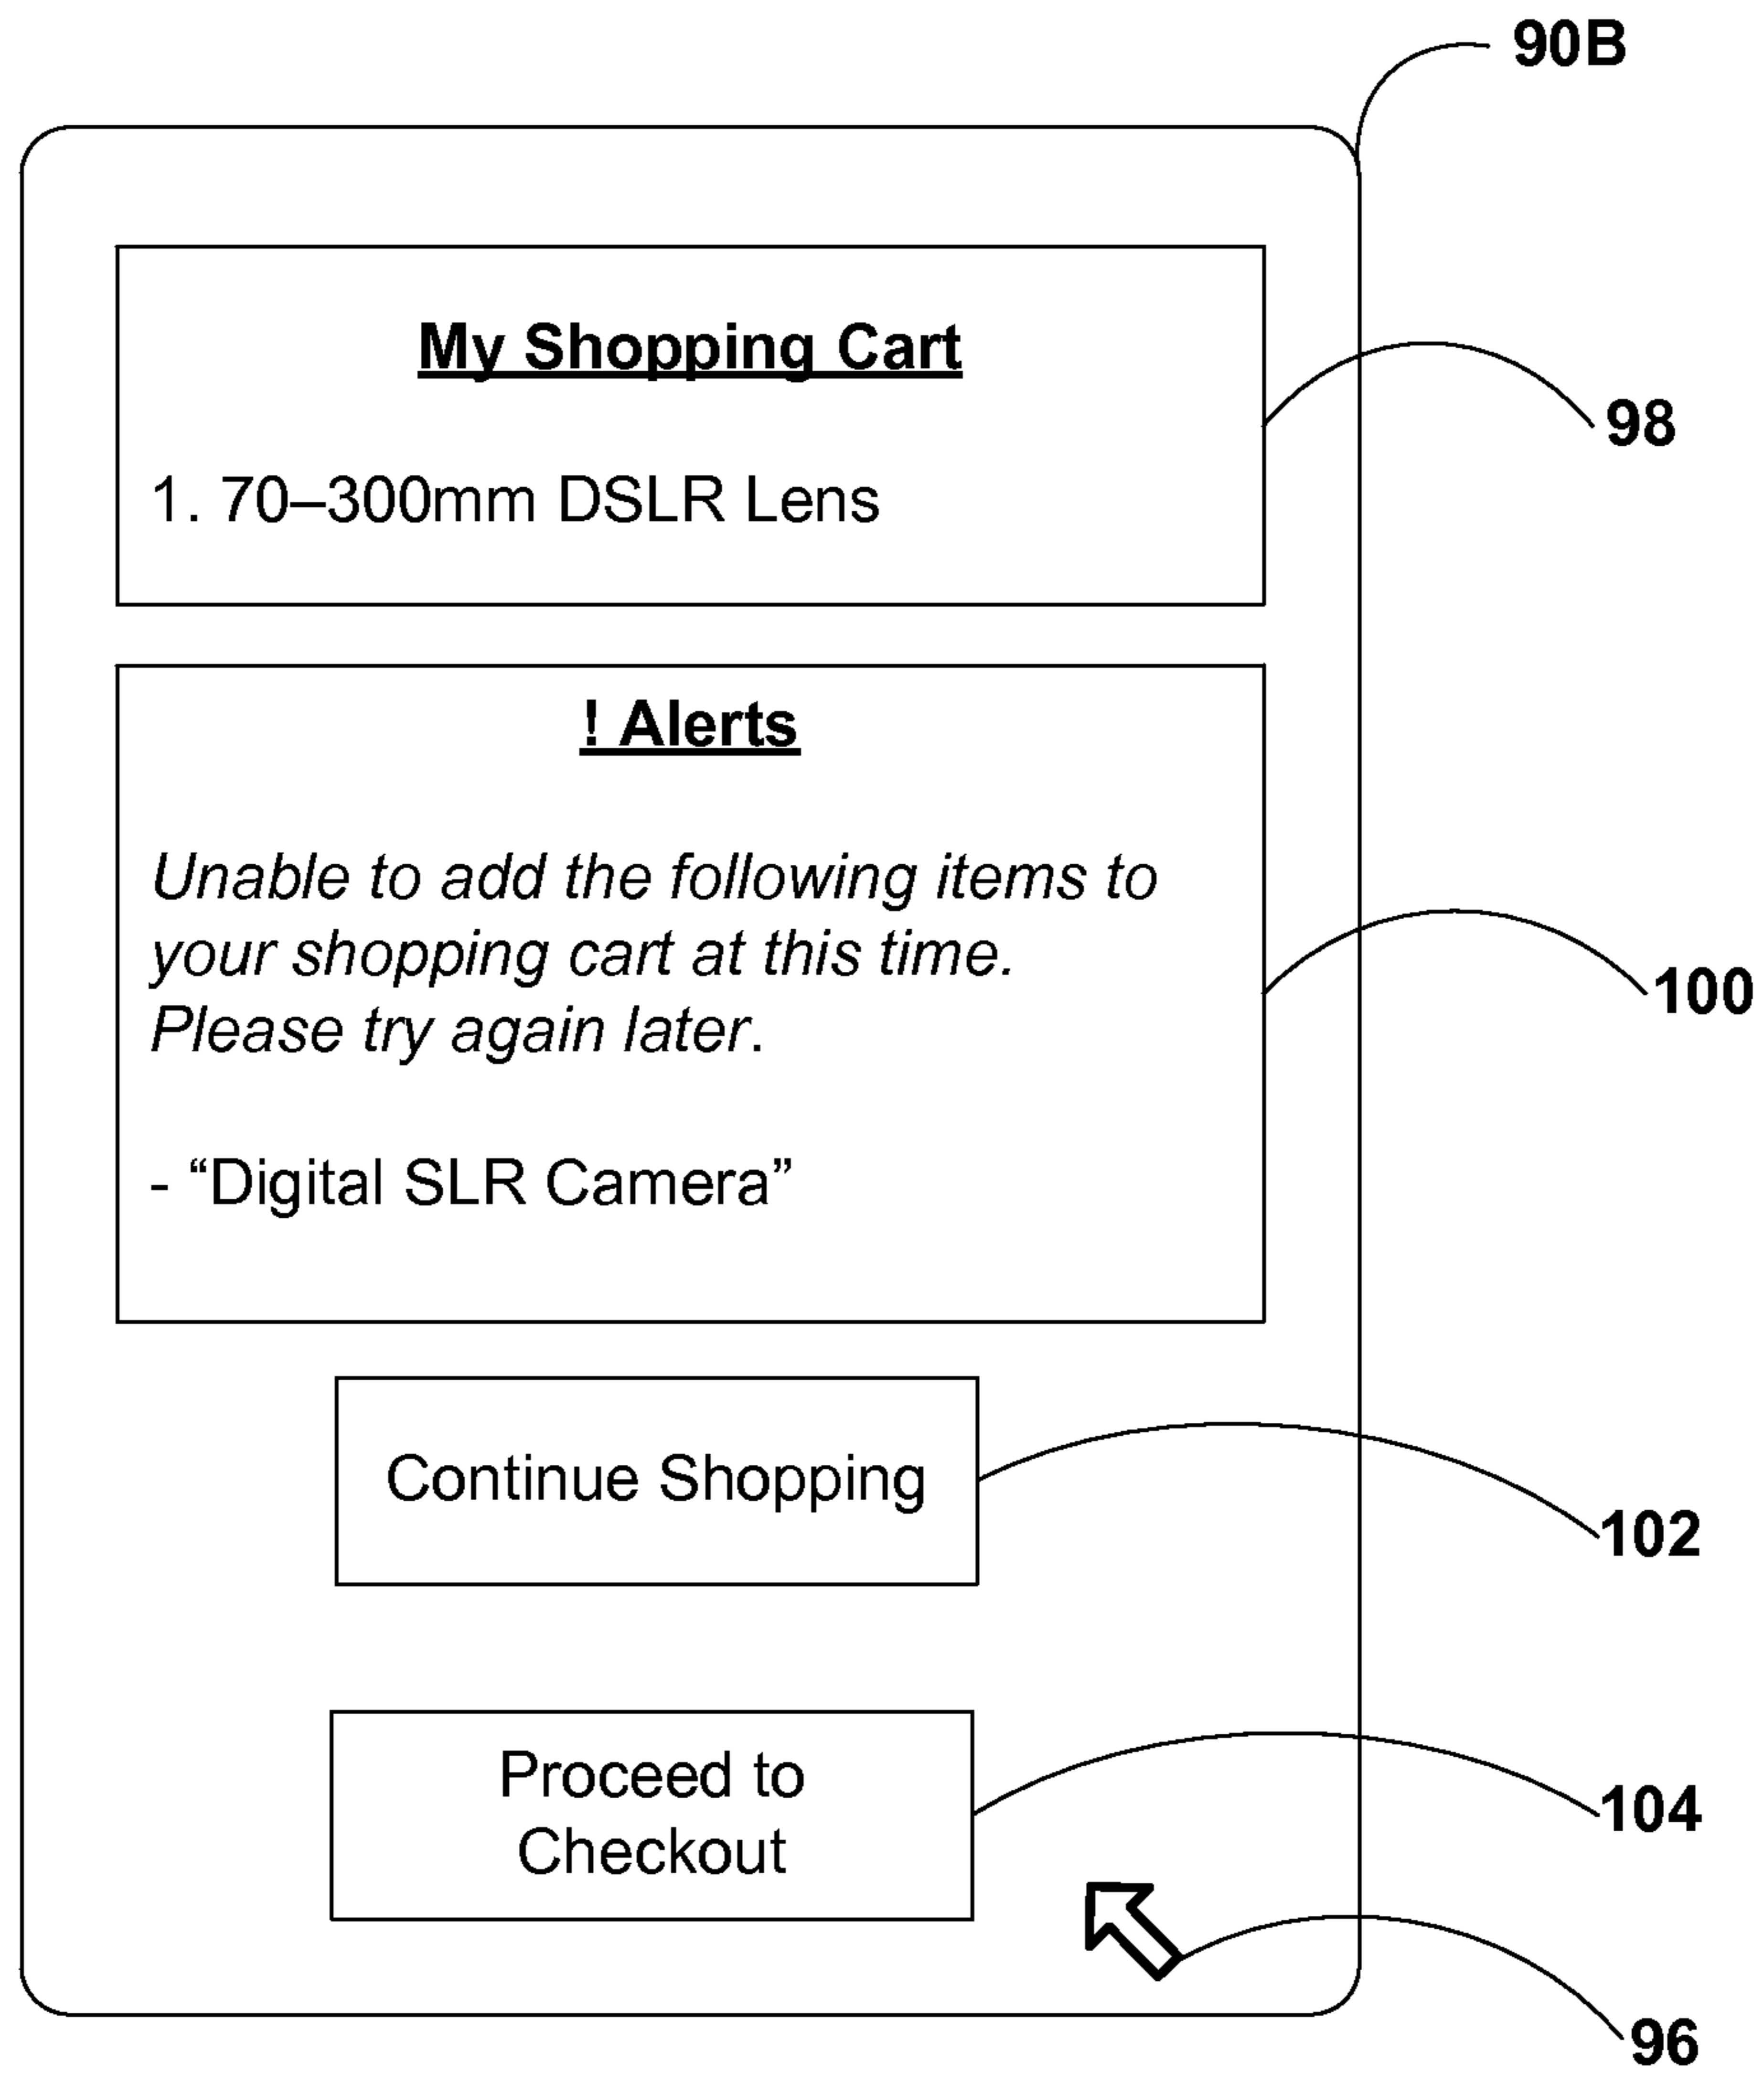 90B
My Shopping Cart
98
1. 70–300mm DSLR Lens
! Alerts
Unable to add the following items to
your shopping cart at this time.
100
Please try again later.
- “Digital SLR Camera”
Continue Shopping
102
Proceed to
104
Checkout
96